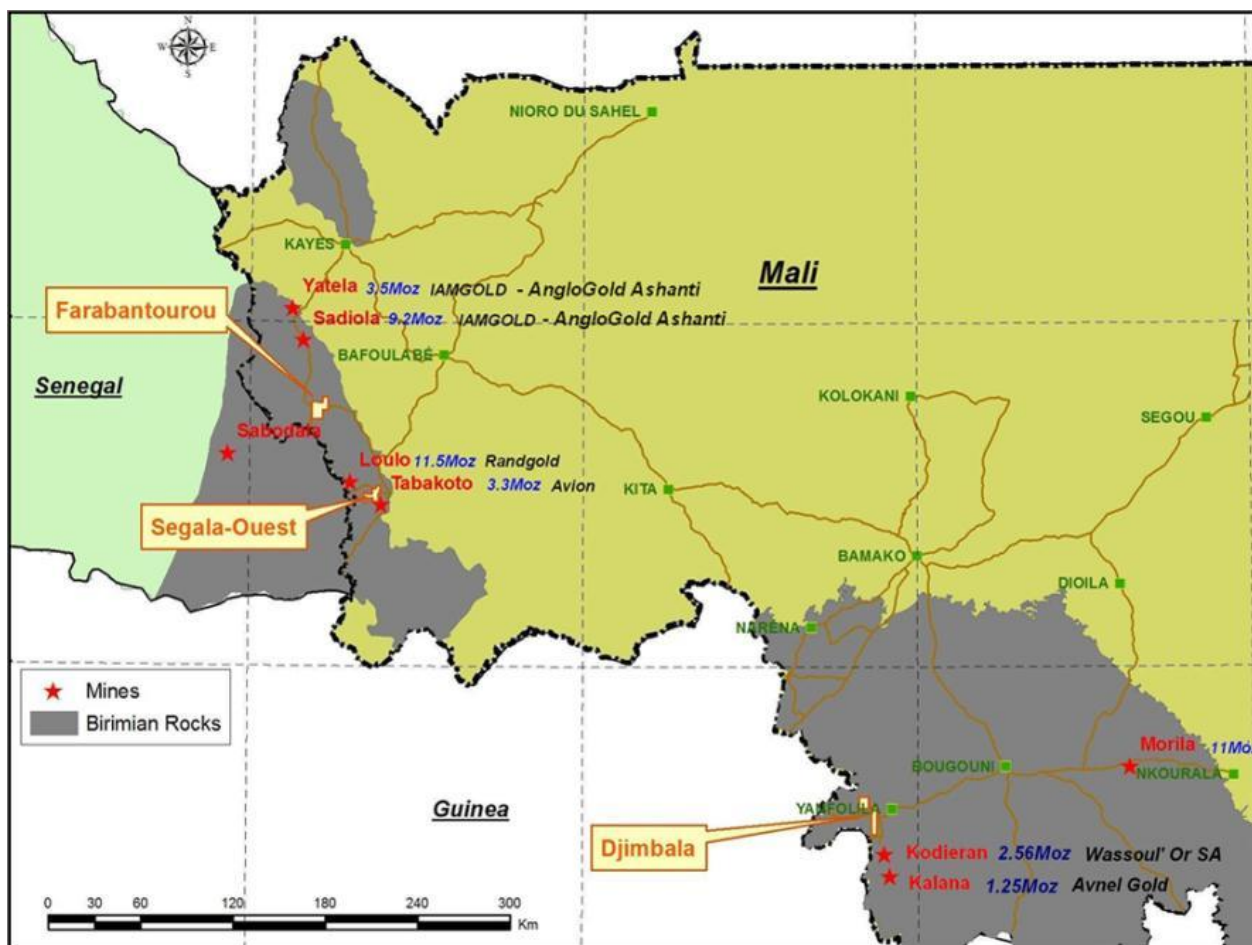 N
W E
S
NIORO DU SAHEL
KAYES
Mali
Yatela 3.5Moz IAMGOLD - AngloGold Ashanti
Farabantourou
Sadiola 9.2Moz IAMGOLD - AngloGold Ashanti
BAFOULABÉ
Senegal
KOLOKANI
SEGOU
Sabodala
Loulo 11.5Moz Randgold
Tabakoto 3.3Moz Avion
KITA
Segala-Ouest
BAMAKO
DIOILA
NARENA
Mines
Birimian Rocks
Morila 11Moz
BOUGOUNI
NKOURALA
YANFOLILA
Guinea
Djimbala
Kodieran 2.56Moz Wassoul' Or SA
Kalana 1.25Moz Avnel Gold
0 30 60 120 180 240 300
Km